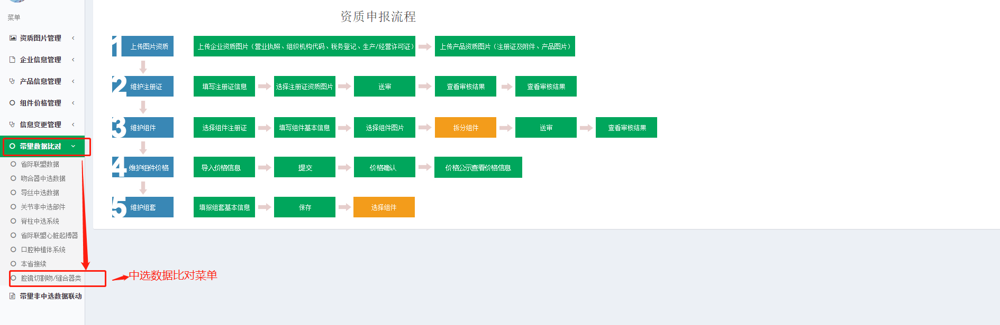 菜单
资质图片管理
企业信息管理
产品信息管理
组件价格管理
信息变更管理
带量数据比对
省际联盟数据
吻合器中选数据
导丝中选数据
关节非中选部件
脊柱中选系统
省际联盟心脏起搏器
口腔种植体系统
本省接续
腔镜切割吻/缝合器类
带量非中选数据联动
资质申报流程
1 上传图片资质
上传企业资质图片（营业执照、组织机构代码、税务登记、生产/经营许可证）
上传产品资质图片（注册证及附件、产品图片）
2 维护注册证
填写注册证信息
选择注册证资质图片
送审
查看审核结果
查看审核结果
3 维护组件
选择组件注册证
填写组件基本信息
选择组件图片
拆分组件
送审
查看审核结果
4 维护组件价格
导入价格信息
提交
价格确认
价格公示查看价格信息
5 维护组套
填报组套基本信息
保存
选择组件
中选数据比对菜单